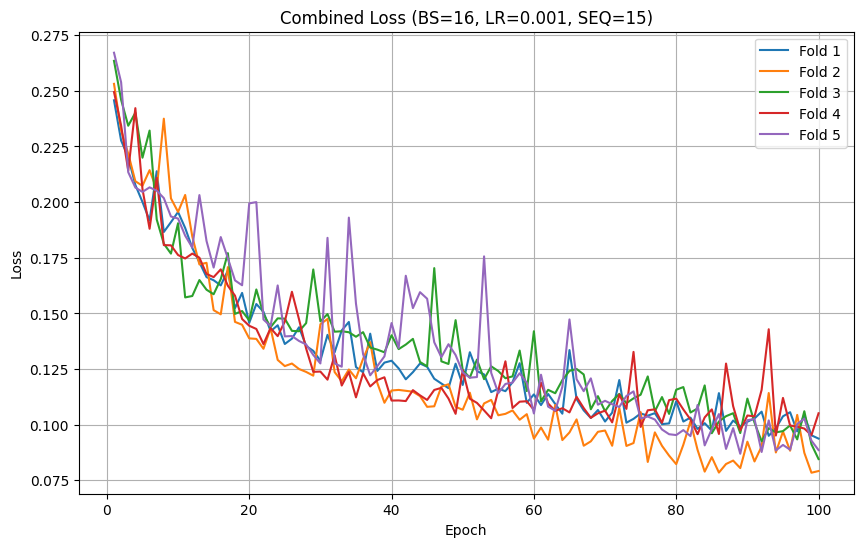 Combined Loss (BS=16, LR=0.001, SEQ=15)
0.275
0.250
0.225
0.200
0.175
0.150
0.125
0.100
0.075
Loss
Fold 1
Fold 2
Fold 3
Fold 4
Fold 5
0 20 40 60 80 100
Epoch